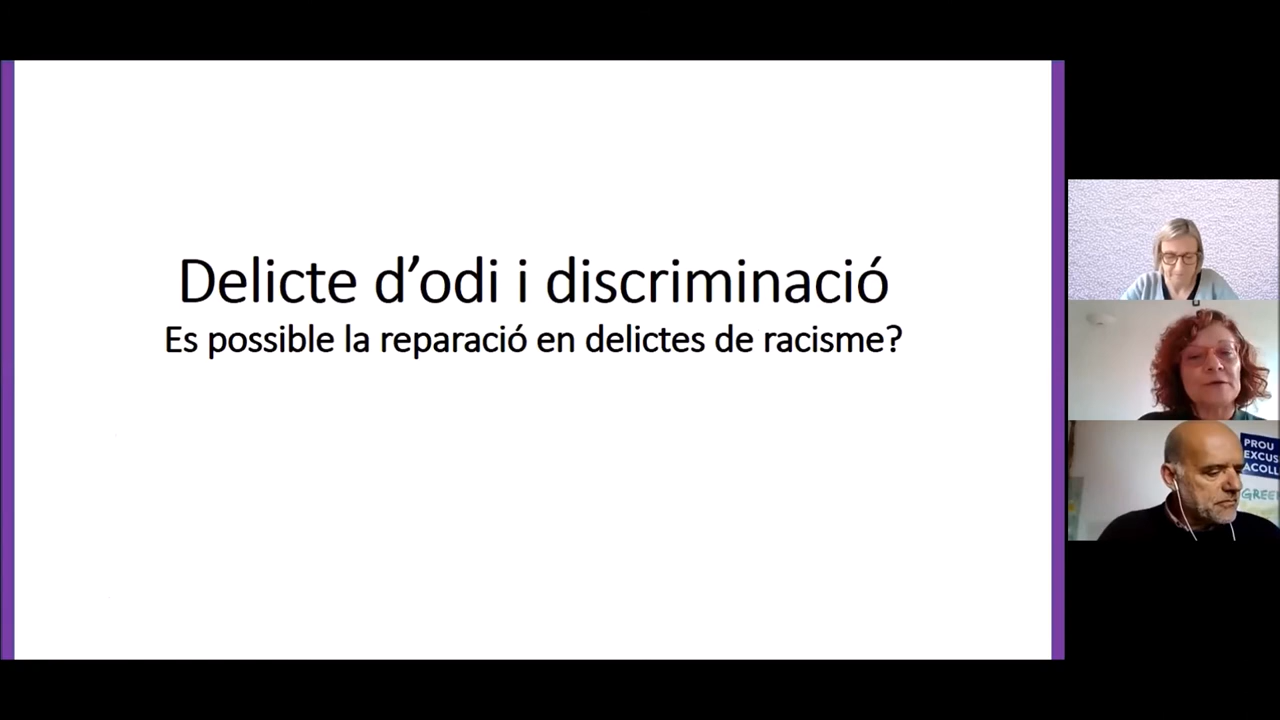 Delicte d’odi i discriminació
Es possible la reparació en delictes de racisme?
PROU
EXCUS
ACOLL
GREE